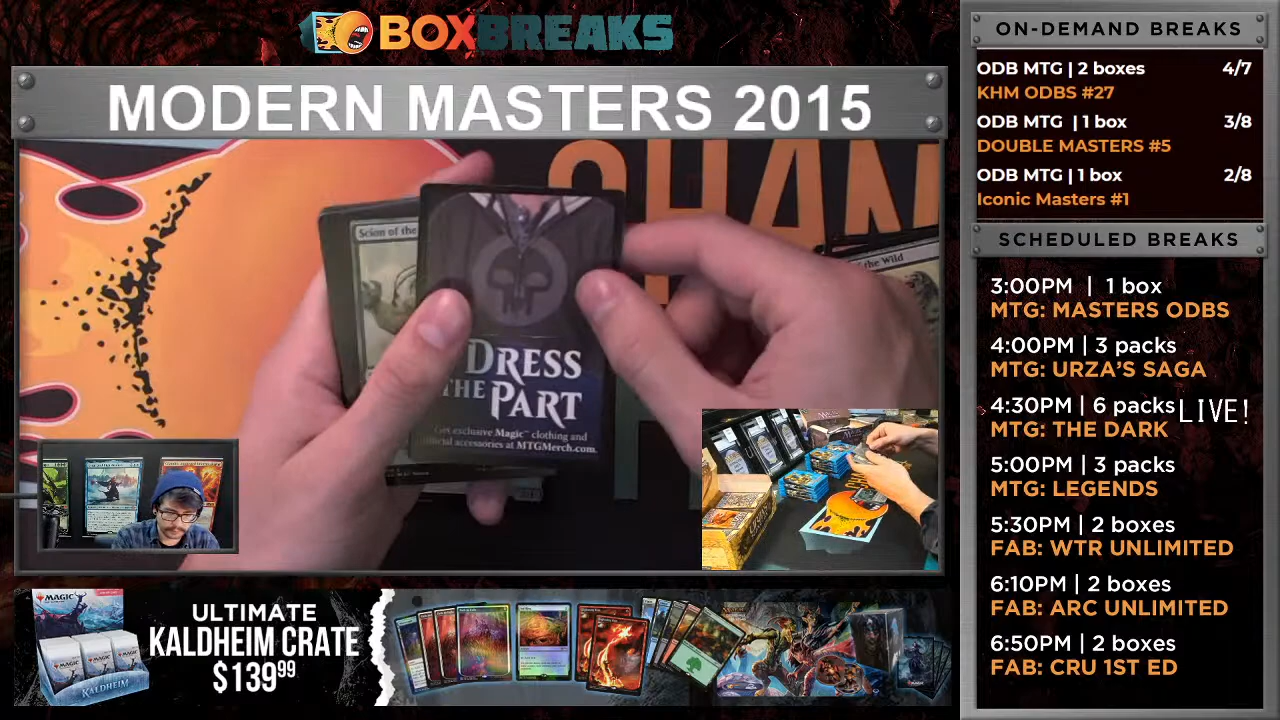 BOXBREAKS
MODERN MASTERS 2015
Scion of the
of the Wild
DRESS
THE PART
Get exclusive Magic™ clothing and
official accessories at MTGMerch.com.
ULTIMATE
KALDHEIM CRATE
$139.99
MAGIC
KALDHEIM
ON-DEMAND BREAKS
ODB MTG | 2 boxes 4/7
KHM ODBS #27
ODB MTG | 1 box 3/8
DOUBLE MASTERS #5
ODB MTG | 1 box 2/8
Iconic Masters #1
SCHEDULED BREAKS
3:00PM | 1 box
MTG: MASTERS ODBS
4:00PM | 3 packs
MTG: URZA'S SAGA
4:30PM | 6 packs LIVE!
MTG: THE DARK
5:00PM | 3 packs
MTG: LEGENDS
5:30PM | 2 boxes
FAB: WTR UNLIMITED
6:10PM | 2 boxes
FAB: ARC UNLIMITED
6:50PM | 2 boxes
FAB: CRU 1ST ED